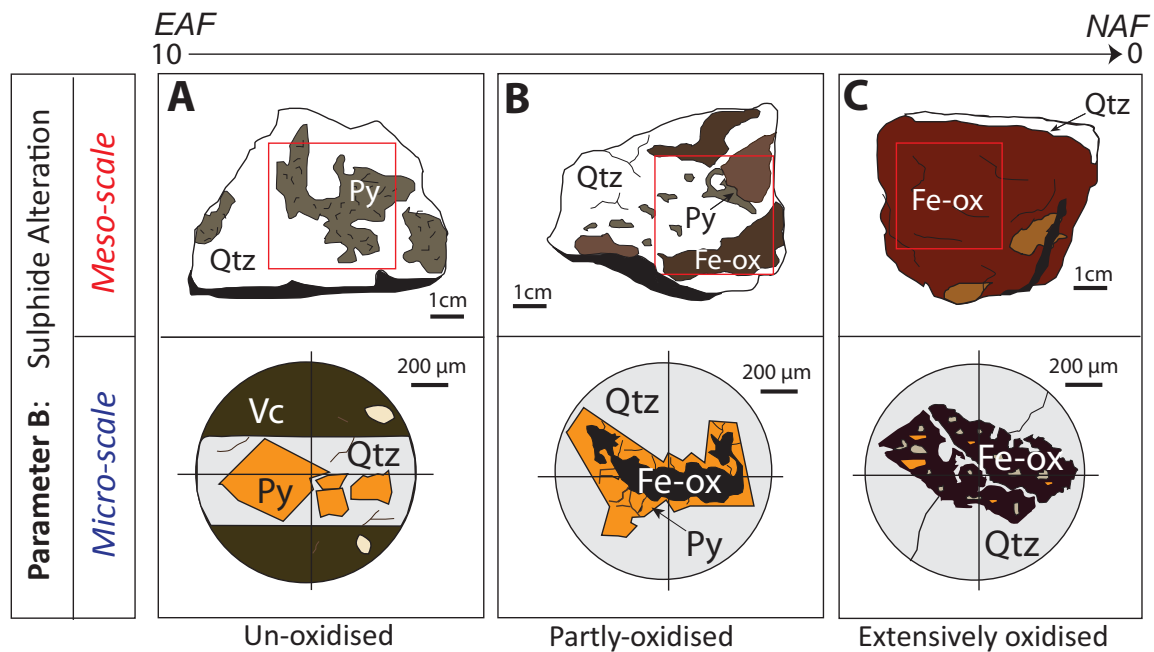 EAF
NAF
10
0
Parameter B: Sulphide Alteration
Meso-scale
Micro-scale
A
Py
Qtz
1cm
B
Qtz
Py
Fe-ox
1cm
C
Qtz
Fe-ox
1cm
200 µm
Vc
Qtz
Py
200 µm
Qtz
Fe-ox
Py
200 µm
Fe-ox
Qtz
Un-oxidised
Partly-oxidised
Extensively oxidised